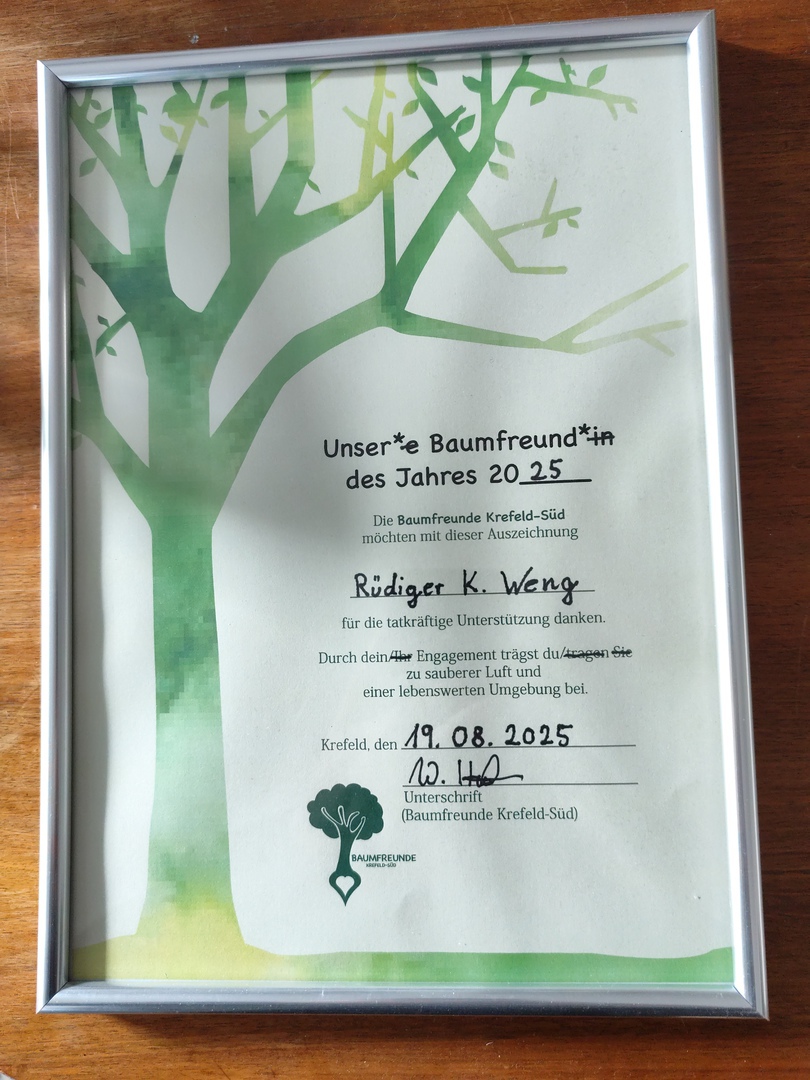 Unser*e Baumfreund*in
des Jahres 2025
Die Baumfreunde Krefeld-Süd
möchten mit dieser Auszeichnung
Rüdiger K. Weng
für die tatkräftige Unterstützung danken.
Durch dein/Ihr Engagement trägst du/tragen Sie
zu sauberer Luft und
einer lebenswerten Umgebung bei.
Krefeld, den 19. 08. 2025
W.
Unterschrift
(Baumfreunde Krefeld-Süd)
BAUMFREUNDE
KREFELD-SÜD